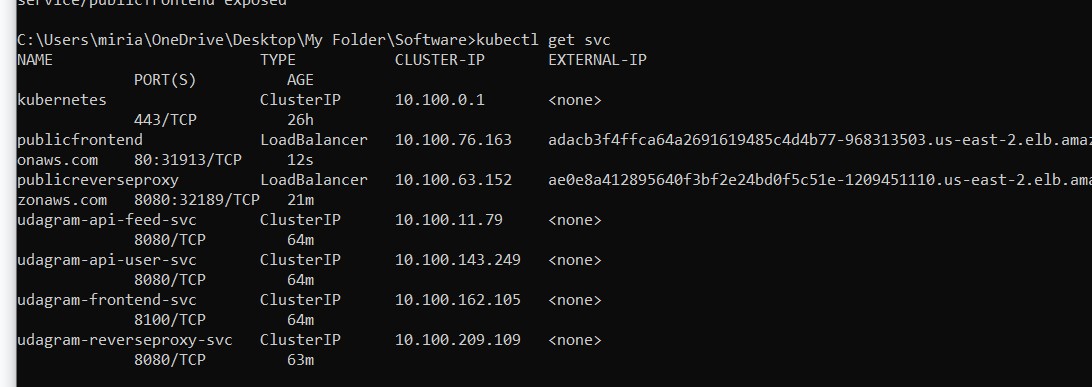 service/publicfrontend exposed
C:\Users\miria\OneDrive\Desktop\My Folder\Software>kubectl get svc
NAME TYPE CLUSTER-IP EXTERNAL-IP
PORT(S) AGE
kubernetes ClusterIP 10.100.0.1 <none>
443/TCP 26h
publicfrontend LoadBalancer 10.100.76.163 adacb3f4ffca64a2691619485c4d4b77-968313503.us-east-2.elb.amaz
onaws.com 80:31913/TCP 12s
publicreverseproxy LoadBalancer 10.100.63.152 ae0e8a412895640f3bf2e24bd0f5c51e-1209451110.us-east-2.elb.ama
zonaws.com 8080:32189/TCP 21m
udagram-api-feed-svc ClusterIP 10.100.11.79 <none>
8080/TCP 64m
udagram-api-user-svc ClusterIP 10.100.143.249 <none>
8080/TCP 64m
udagram-frontend-svc ClusterIP 10.100.162.105 <none>
8100/TCP 64m
udagram-reverseproxy-svc ClusterIP 10.100.209.109 <none>
8080/TCP 63m